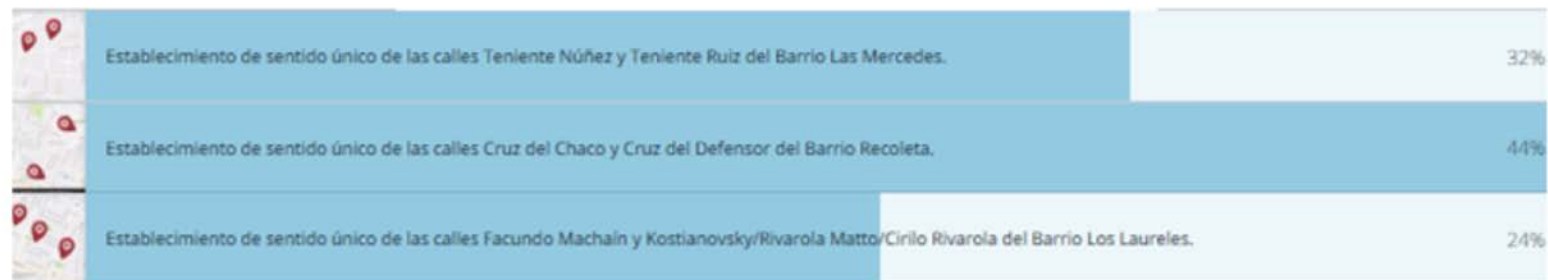 Establecimiento de sentido único de las calles Teniente Núñez y Teniente Ruiz del Barrio Las Mercedes. 32%
Establecimiento de sentido único de las calles Cruz del Chaco y Cruz del Defensor del Barrio Recoleta. 44%
Establecimiento de sentido único de las calles Facundo Machaín y Kostianovsky/Rivarola Matto/Cirilo Rivarola del Barrio Los Laureles. 24%